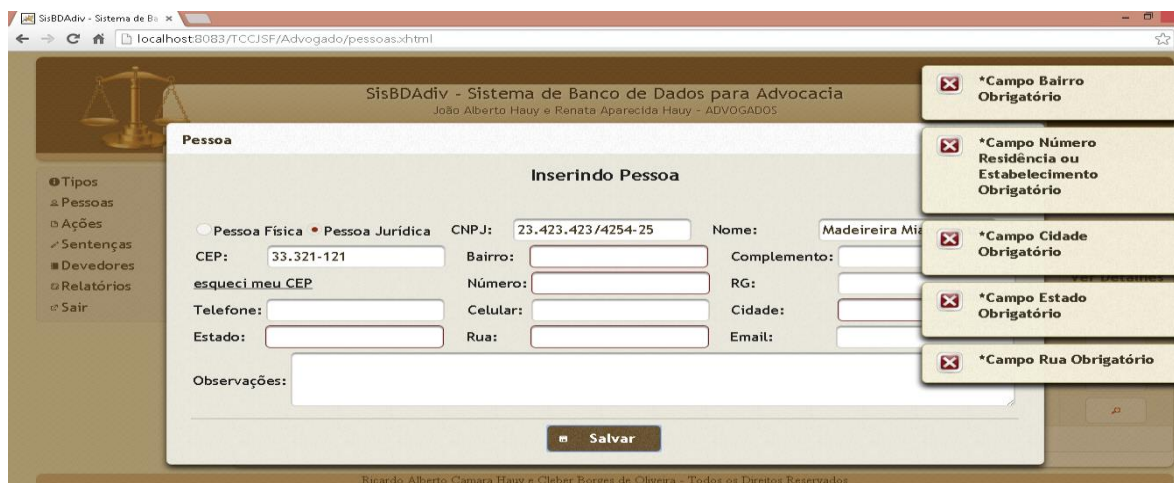 SisBDAdiv - Sistema de Ba
localhost:8083/TCCJSF/Advogado/pessoas.xhtml
SisBDAdiv - Sistema de Banco de Dados para Advocacia
João Alberto Hauy e Renata Aparecida Hauy - ADVOGADOS
*Campo Bairro
Obrigatório
*Campo Número
Residência ou
Estabelecimento
Obrigatório
*Campo Cidade
Obrigatório
*Campo Estado
Obrigatório
*Campo Rua Obrigatório
Tipos
Pessoas
Ações
Sentenças
Devedores
Relatórios
Sair
Pessoa
Inserindo Pessoa
Pessoa Física Pessoa Jurídica CNPJ: 23.423.423/4254-25 Nome: Madeireira Mia
CEP: 33.321-121 Bairro: Complemento:
esqueci meu CEP Número: RG:
Telefone: Celular: Cidade:
Estado: Rua: Email:
Observações:
Salvar
Ver Detalhes
Ricardo Alberto Camara Hauy e Cleber Borges de Oliveira - Todos os Direitos Reservados